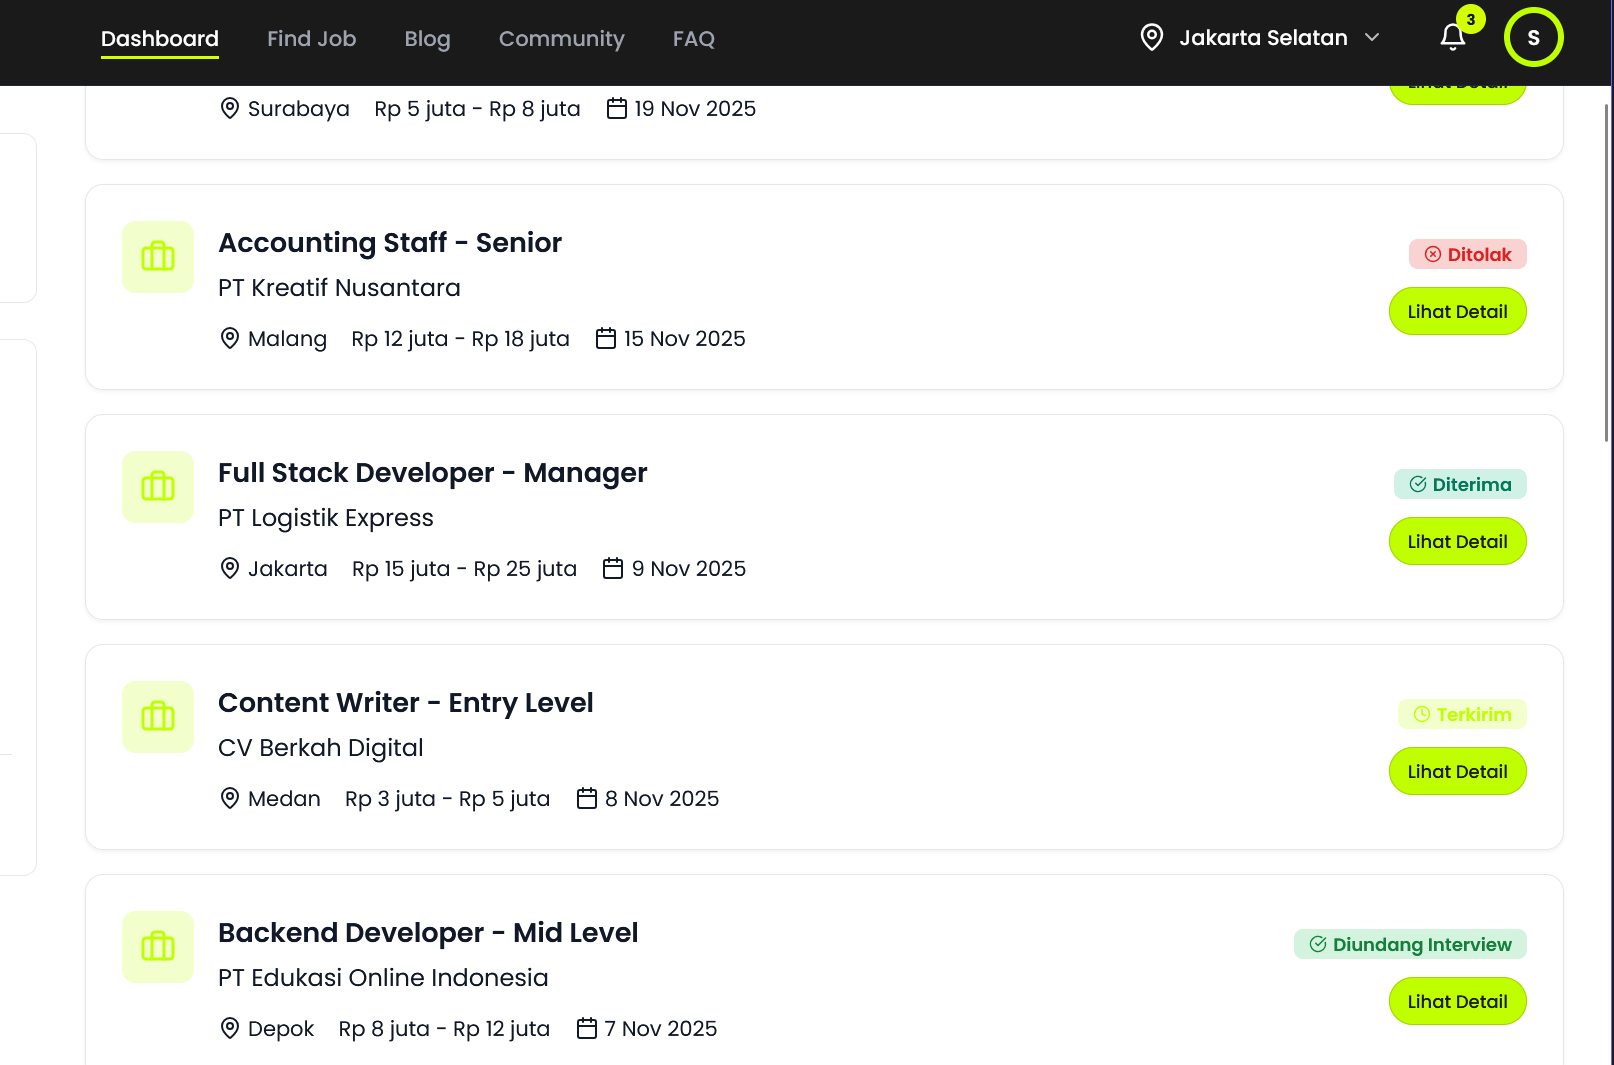 Dashboard Find Job Blog Community FAQ Jakarta Selatan 3 S
Surabaya Rp 5 juta - Rp 8 juta 19 Nov 2025
Accounting Staff - Senior
Ditolak
PT Kreatif Nusantara
Lihat Detail
Malang Rp 12 juta - Rp 18 juta 15 Nov 2025
Full Stack Developer - Manager
Diterima
PT Logistik Express
Lihat Detail
Jakarta Rp 15 juta - Rp 25 juta 9 Nov 2025
Content Writer - Entry Level
Terkirim
CV Berkah Digital
Lihat Detail
Medan Rp 3 juta - Rp 5 juta 8 Nov 2025
Backend Developer - Mid Level
Diundang Interview
PT Edukasi Online Indonesia
Lihat Detail
Depok Rp 8 juta - Rp 12 juta 7 Nov 2025